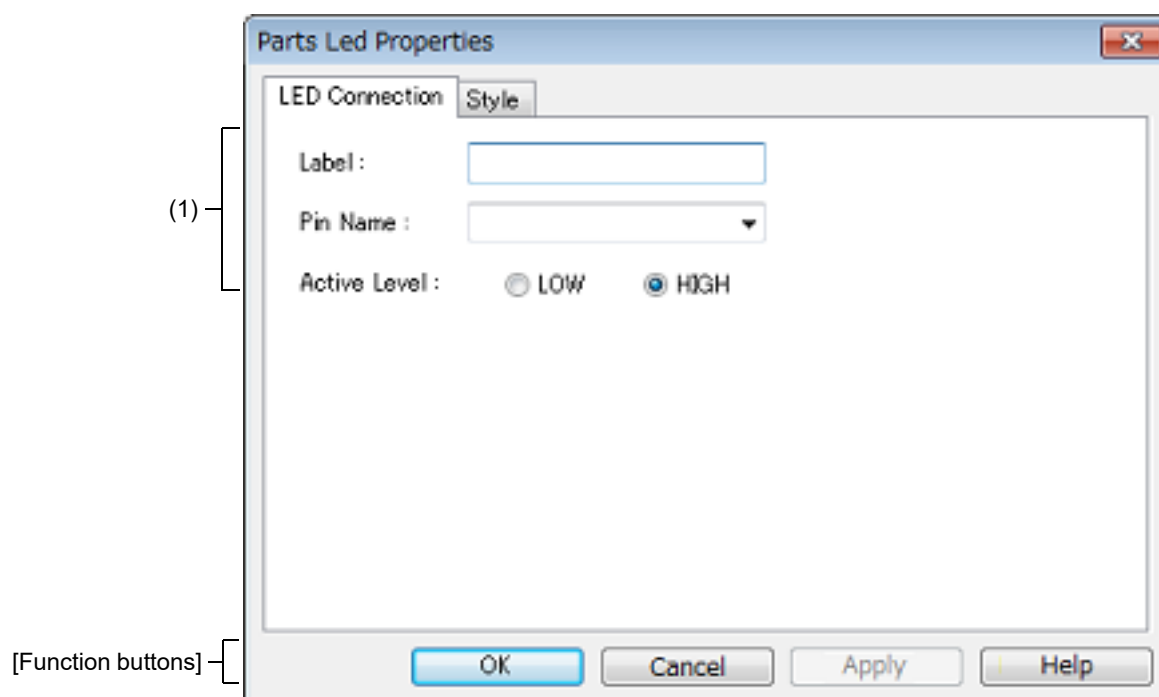 Parts Led Properties
LED Connection Style
Label :
(1)
Pin Name :
Active Level : LOW HIGH
[Function buttons]
OK Cancel Apply Help